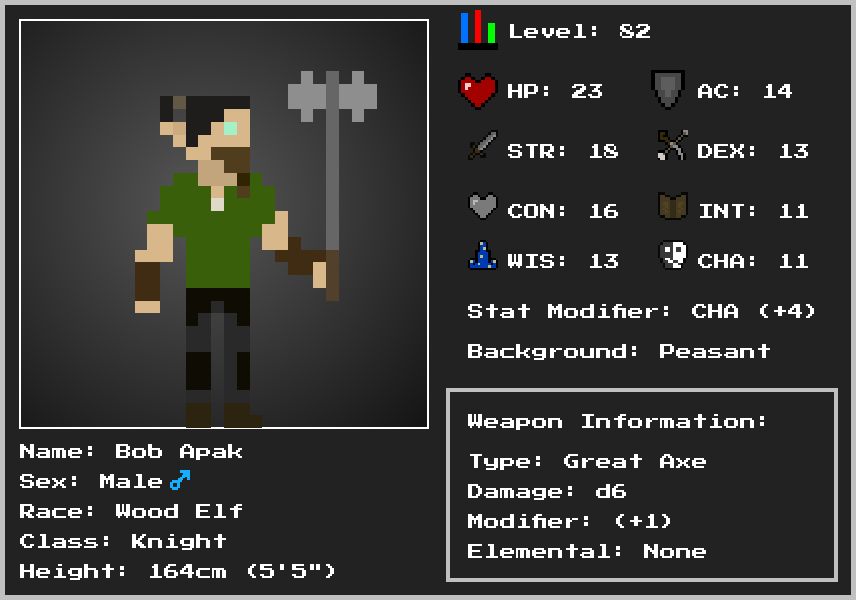 Level: 82
HP: 23
AC: 14
STR: 18
DEX: 13
CON: 16
INT: 11
WIS: 13
CHA: 11
Stat Modifier: CHA (+4)
Background: Peasant
Weapon Information:
Type: Great Axe
Damage: d6
Modifier: (+1)
Elemental: None
Name: Bob Apak
Sex: Male ♂
Race: Wood Elf
Class: Knight
Height: 164cm (5'5")